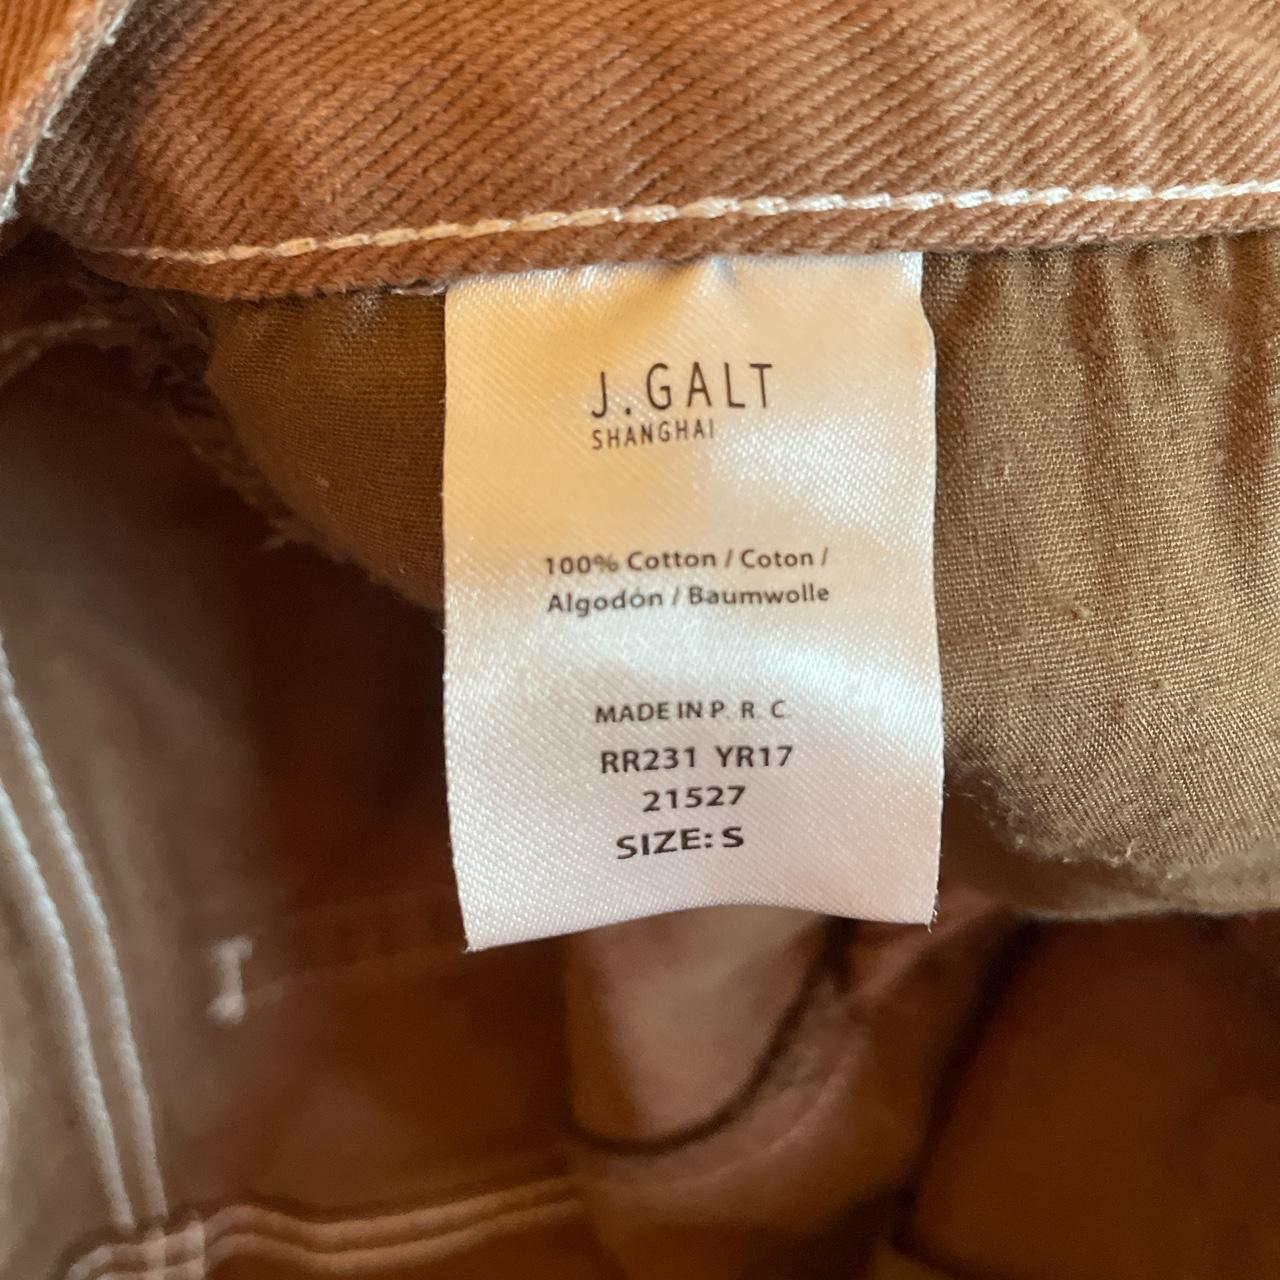 J.GALT
SHANGHAI
100% Cotton / Coton /
Algodón / Baumwolle
MADE IN P. R. C.
RR231 YR17
21527
SIZE: S